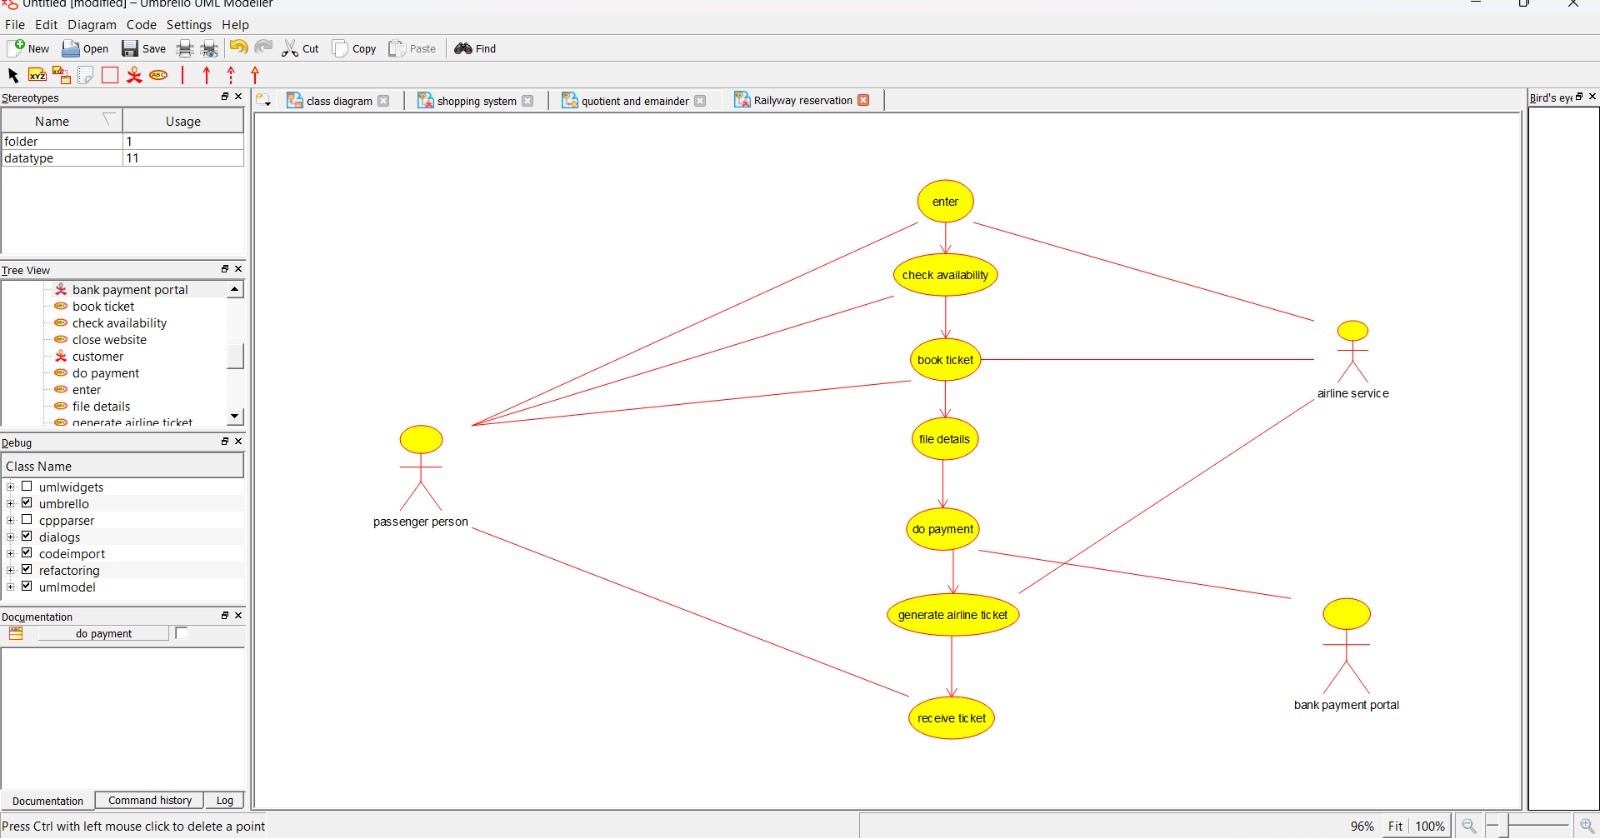 Untitled [modified] – Umbrello UML Modeller
File Edit Diagram Code Settings Help
New Open Save Cut Copy Paste Find
Stereotypes
Name Usage
folder 1
datatype 11
Tree View
bank payment portal
book ticket
check availability
close website
customer
do payment
enter
file details
generate airline ticket
Debug
Class Name
umlwidgets
umbrello
cppparser
dialogs
codeimport
refactoring
umlmodel
Documentation
do payment
Documentation Command history Log
Press Ctrl with left mouse click to delete a point
class diagram shopping system quotient and emainder Railyway reservation
enter
check availability
book ticket
file details
do payment
generate airline ticket
receive ticket
passenger person
airline service
bank payment portal
Bird's eye
96% Fit 100%